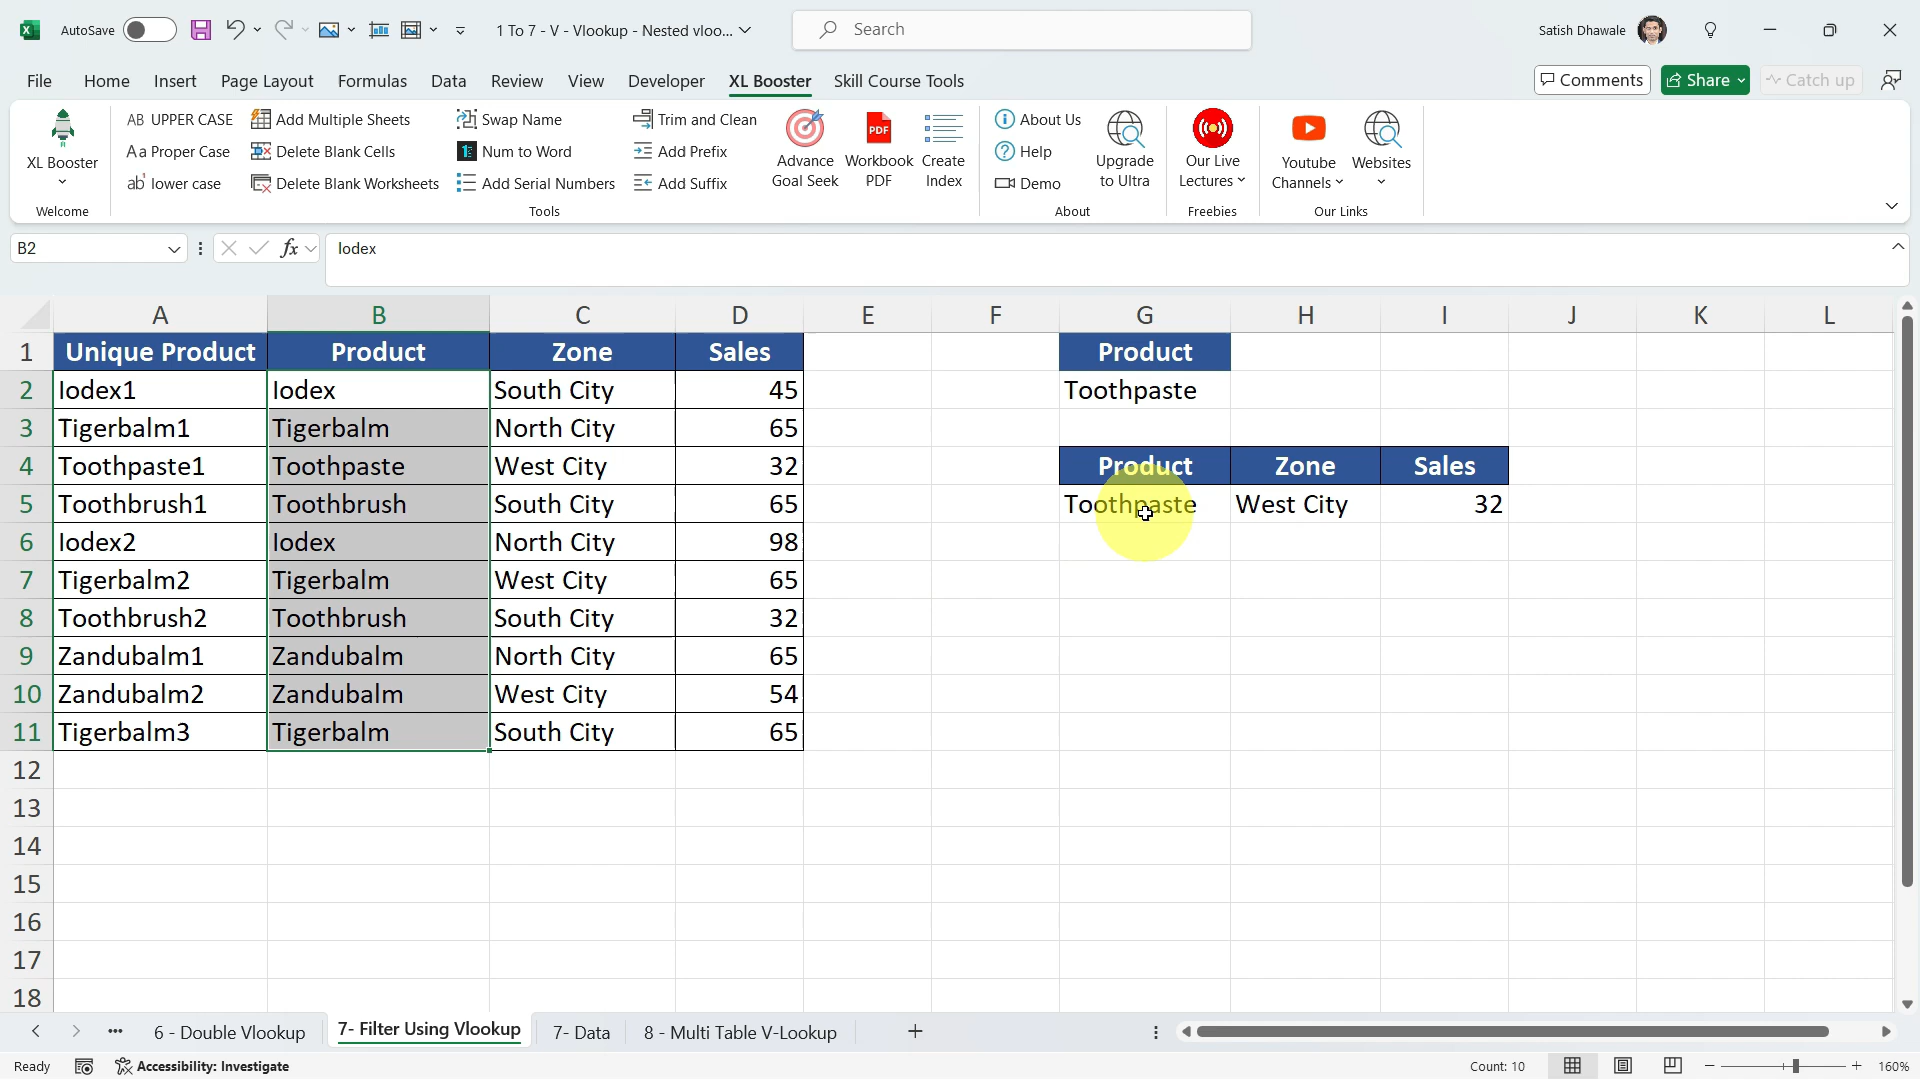 AutoSave 1 To 7 - V - Vlookup - Nested vloo... Search Satish Dhawale
File Home Insert Page Layout Formulas Data Review View Developer XL Booster Skill Course Tools Comments Share Catch up
XL Booster
Welcome
AB UPPER CASE Add Multiple Sheets Swap Name Trim and Clean
Aa Proper Case Delete Blank Cells Num to Word Add Prefix
ab lower case Delete Blank Worksheets Add Serial Numbers Add Suffix
Advance Goal Seek
PDF
Workbook PDF
Create Index
Tools
About Us
Help
Demo
Upgrade to Ultra
About
Our Live Lectures
Freebies
Youtube Channels
Websites
Our Links
B2 fx Iodex
A B C D E F G H I J K L
1 Unique Product Product Zone Sales Product
2 Iodex1 Iodex South City 45 Toothpaste
3 Tigerbalm1 Tigerbalm North City 65
4 Toothpaste1 Toothpaste West City 32 Product Zone Sales
5 Toothbrush1 Toothbrush South City 65 Toothpaste West City 32
6 Iodex2 Iodex North City 98
7 Tigerbalm2 Tigerbalm West City 65
8 Toothbrush2 Toothbrush South City 32
9 Zandubalm1 Zandubalm North City 65
10 Zandubalm2 Zandubalm West City 54
11 Tigerbalm3 Tigerbalm South City 65
12
13
14
15
16
17
18
6 - Double Vlookup 7- Filter Using Vlookup 7- Data 8 - Multi Table V-Lookup
Ready Accessibility: Investigate Count: 10 160%